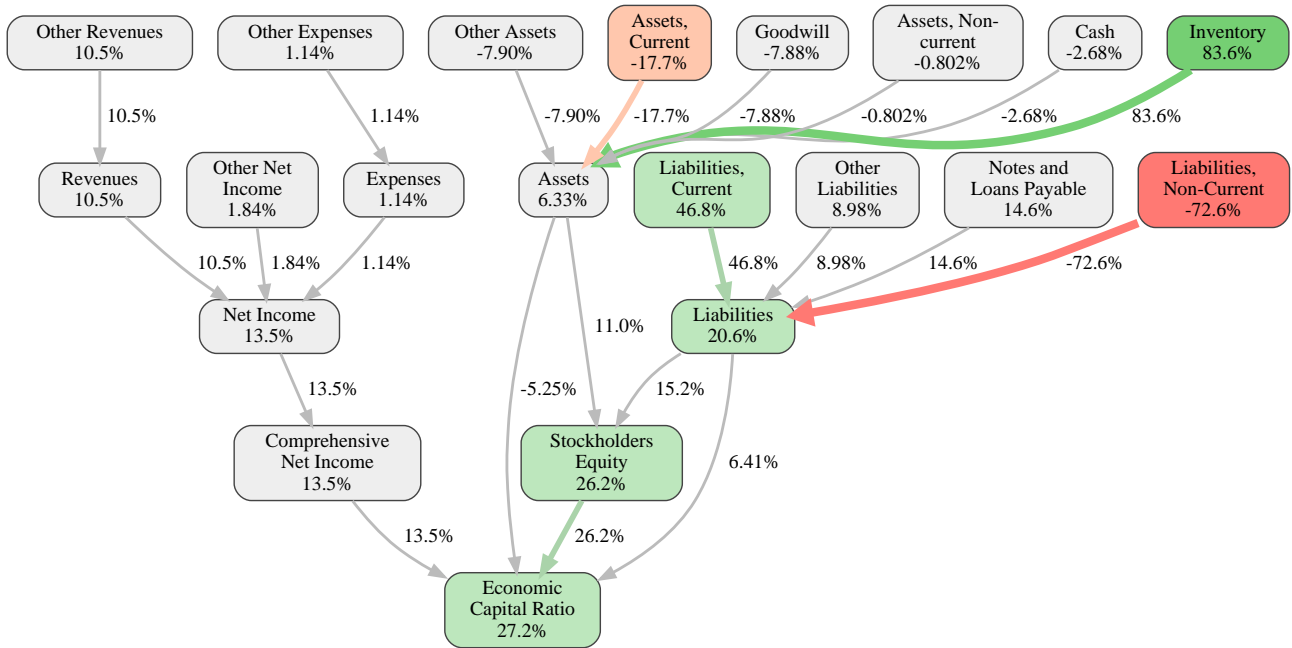 Other Revenues
10.5%
Other Expenses
1.14%
Other Assets
-7.90%
Assets,
Current
-17.7%
Goodwill
-7.88%
Assets, Non-
current
-0.802%
Cash
-2.68%
Inventory
83.6%
10.5%
1.14%
-7.90%
-17.7%
-7.88%
-0.802%
-2.68%
83.6%
Revenues
10.5%
Other Net
Income
1.84%
Expenses
1.14%
Assets
6.33%
Liabilities,
Current
46.8%
Other
Liabilities
8.98%
Notes and
Loans Payable
14.6%
Liabilities,
Non-Current
-72.6%
10.5%
1.84%
1.14%
46.8%
8.98%
14.6%
-72.6%
Net Income
13.5%
11.0%
Liabilities
20.6%
13.5%
-5.25%
15.2%
Comprehensive
Net Income
13.5%
Stockholders
Equity
26.2%
6.41%
13.5%
26.2%
Economic
Capital Ratio
27.2%